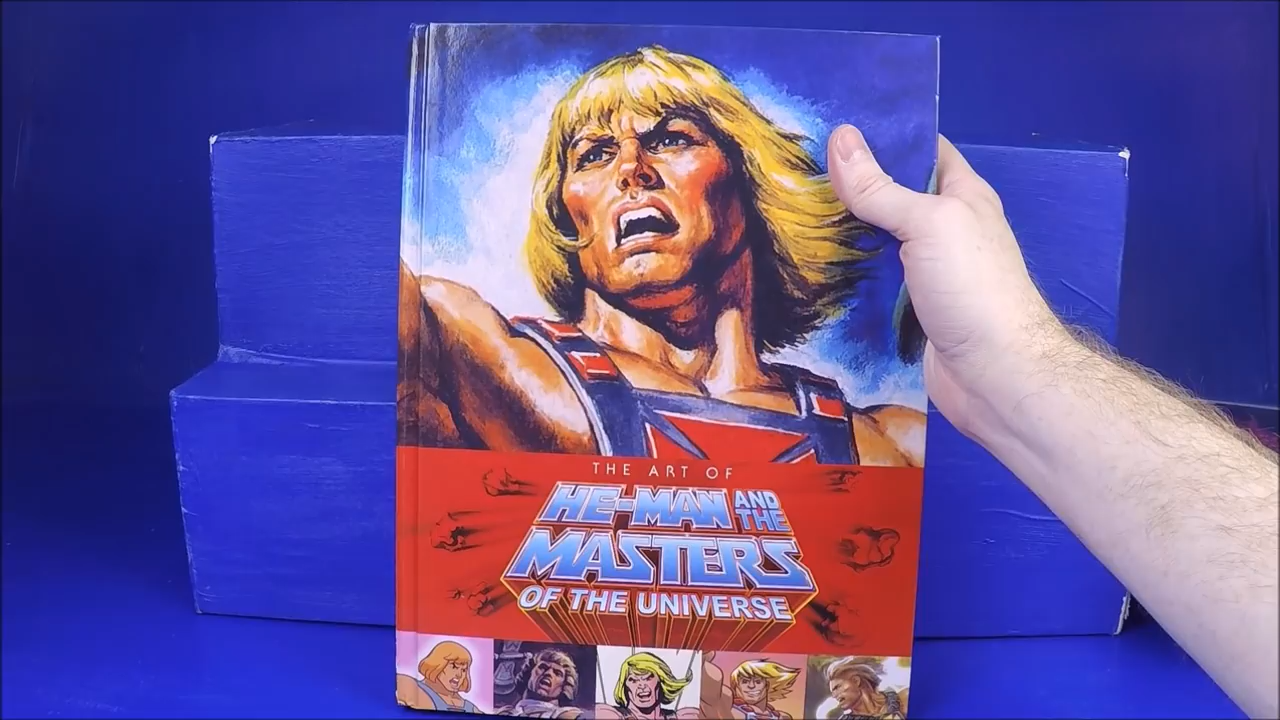 THE ART OF
HE-MAN AND THE
MASTERS
OF THE UNIVERSE